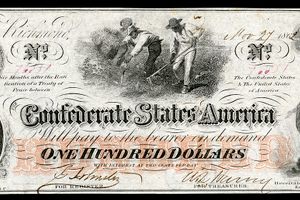 Richmond, Nov 27 186
No. No.
Six Months after the Rati
fication of a Treaty of
Peace between
The Confederate States
& The United States
of America
Confederate States America
Will pay to the bearer on demand
ONE HUNDRED DOLLARS
WITH INTEREST AT TWO CENTS PER DAY
FOR REGISTER
FOR TREASURER